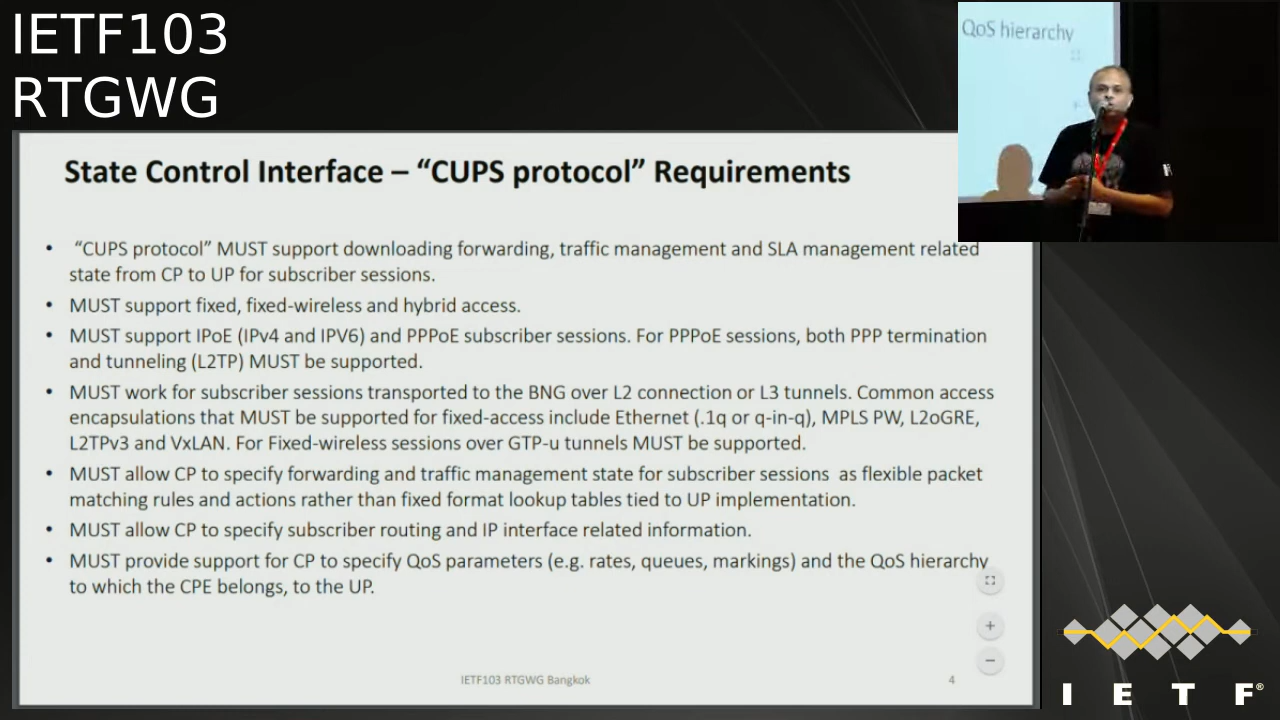 IETF103
RTGWG
QoS hierarchy
State Control Interface – “CUPS protocol” Requirements
• “CUPS protocol” MUST support downloading forwarding, traffic management and SLA management related
state from CP to UP for subscriber sessions.
• MUST support fixed, fixed-wireless and hybrid access.
• MUST support IPoE (IPv4 and IPV6) and PPPoE subscriber sessions. For PPPoE sessions, both PPP termination
and tunneling (L2TP) MUST be supported.
• MUST work for subscriber sessions transported to the BNG over L2 connection or L3 tunnels. Common access
encapsulations that MUST be supported for fixed-access include Ethernet (.1q or q-in-q), MPLS PW, L2oGRE,
L2TPv3 and VxLAN. For Fixed-wireless sessions over GTP-u tunnels MUST be supported.
• MUST allow CP to specify forwarding and traffic management state for subscriber sessions as flexible packet
matching rules and actions rather than fixed format lookup tables tied to UP implementation.
• MUST allow CP to specify subscriber routing and IP interface related information.
• MUST provide support for CP to specify QoS parameters (e.g. rates, queues, markings) and the QoS hierarchy
to which the CPE belongs, to the UP.
IETF103 RTGWG Bangkok
4
I E T F®